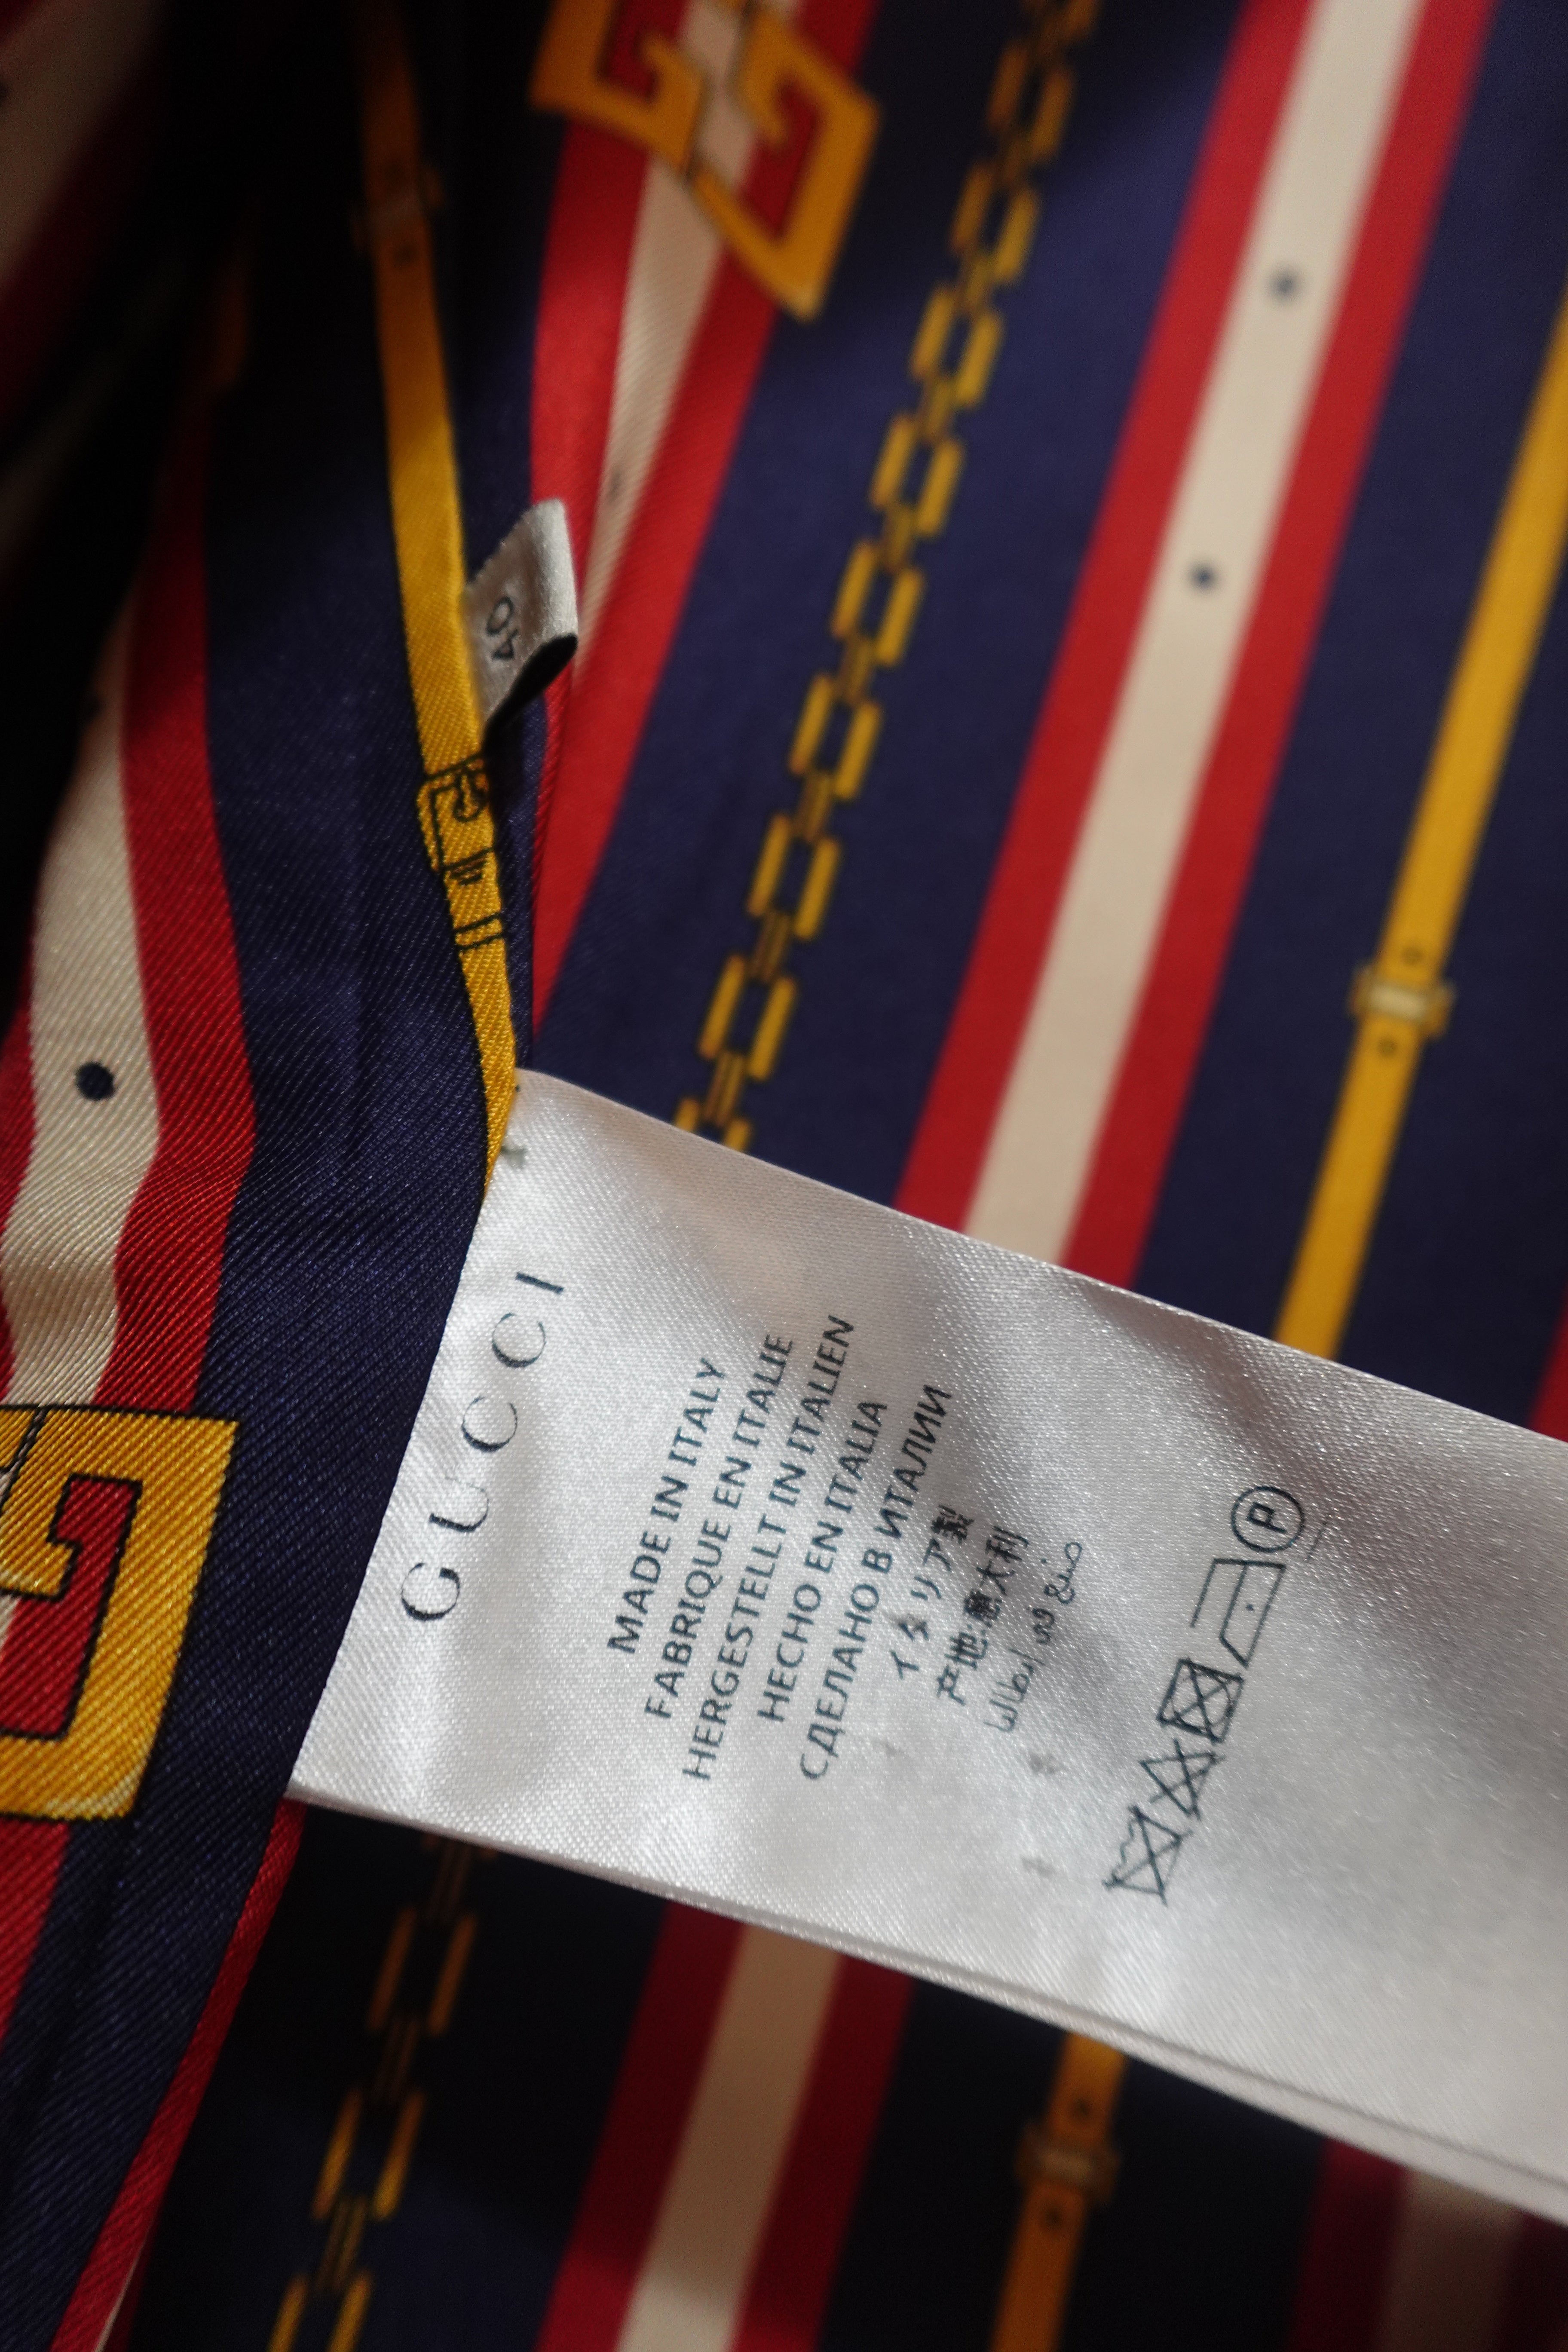 40
GUCCI
MADE IN ITALY
FABRIQUE EN ITALIE
HERGESTELLT IN ITALIEN
HECHO EN ITALIA
СДЕЛАНО В ИТАЛИИ
イタリア製
产地:意大利
صنع في إيطاليا
P